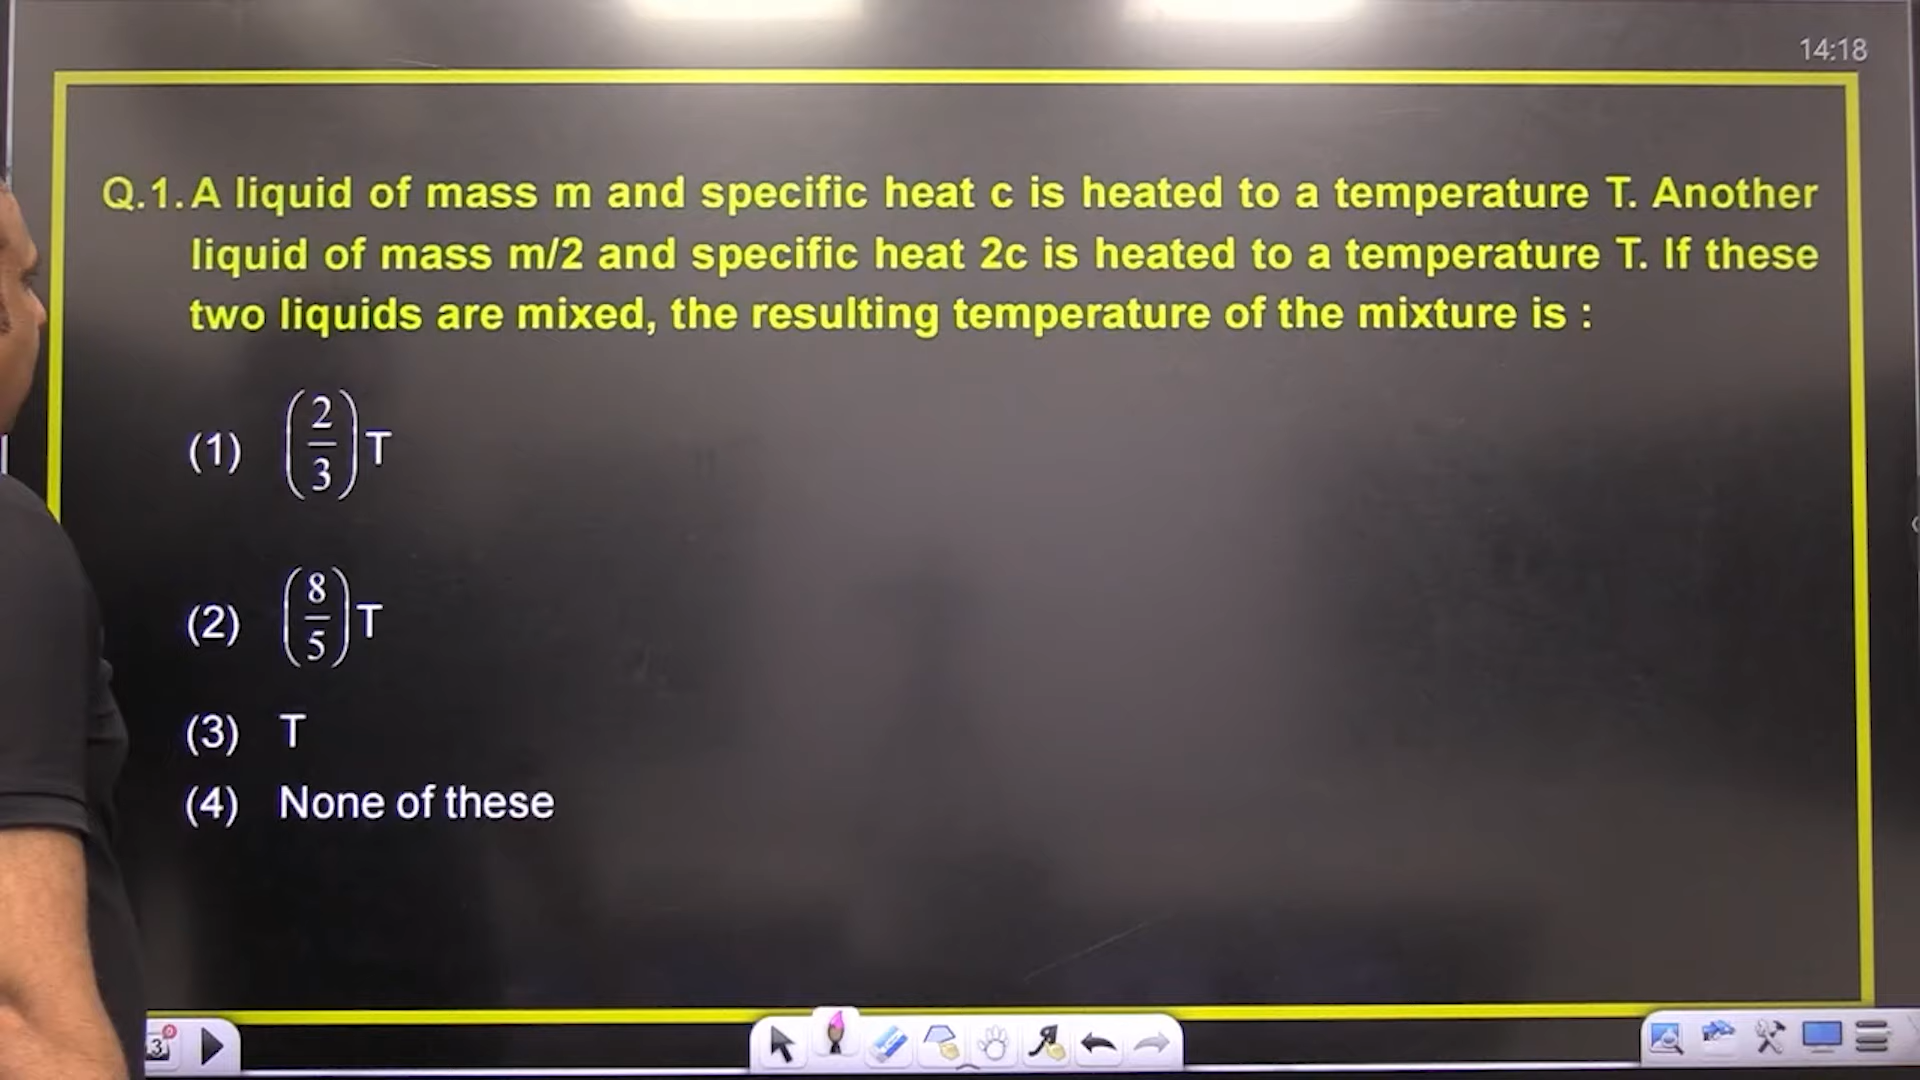 14:18
Q.1. A liquid of mass m and specific heat c is heated to a temperature T. Another
liquid of mass m/2 and specific heat 2c is heated to a temperature T. If these
two liquids are mixed, the resulting temperature of the mixture is :
(1) (2/3) T
(2) (8/5) T
(3) T
(4) None of these